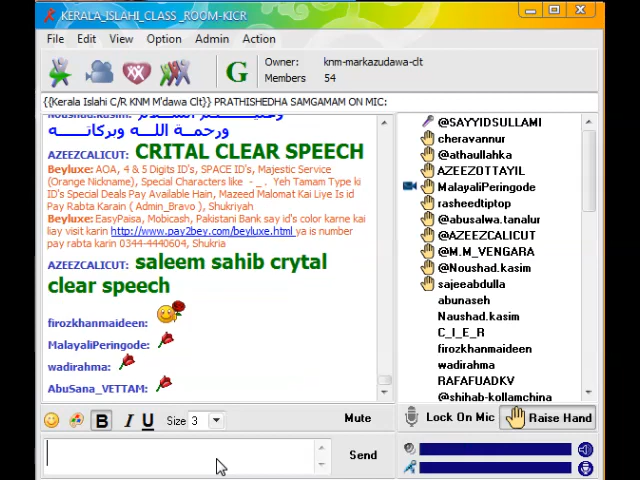 KERALA_ISLAHI_CLASS_ROOM-KICR
File Edit View Option Admin Action
G
Owner: knm-markazudawa-clt
Members 54
{{Kerala Islahi C/R KNM M'dawa Clt}} PRATHISHEDHA SAMGAMAM ON MIC:
ورحمة اللـه وبركاتـه
AZEEZCALICUT: CRITAL CLEAR SPEECH
Beyluxe: AOA, 4 & 5 Digits ID's, SPACE ID's, Majestic Service
(Orange Nickname), Special Characters like - _ . Yeh Tamam Type ki
ID's Special Deals Pay Available Hain, Mazeed Malomat Kai Liye Is id
Pay Rabta Karain ( Admin_Bravo ), Shukriyah
Beyluxe: EasyPaisa, Mobicash, Pakistani Bank say id's color karne kai
liay visit karin http://www.pay2bey.com/beyluxe.html ya is number
pay rabta karin 0344-4440604, Shukria
AZEEZCALICUT: saleem sahib crytal
clear speech
firozkhanmaideen:
MalayaliPeringode:
wadirahma:
AbuSana_VETTAM:
@SAYYIDSULLAMI
cheravannur
@athaullahka
AZEEZOTTAYIL
MalayaliPeringode
rasheedtiptop
@abusalwa.tanalur
@AZEEZCALICUT
@M.M_VENGARA
@Noushad.kasim
sajeeabdulla
abunaseh
Naushad.kasim
C_I_E_R
firozkhanmaideen
wadirahma
RAFAFUADKV
@shihab-kollamchina
B I U Size 3 Mute
Lock On Mic Raise Hand
Send